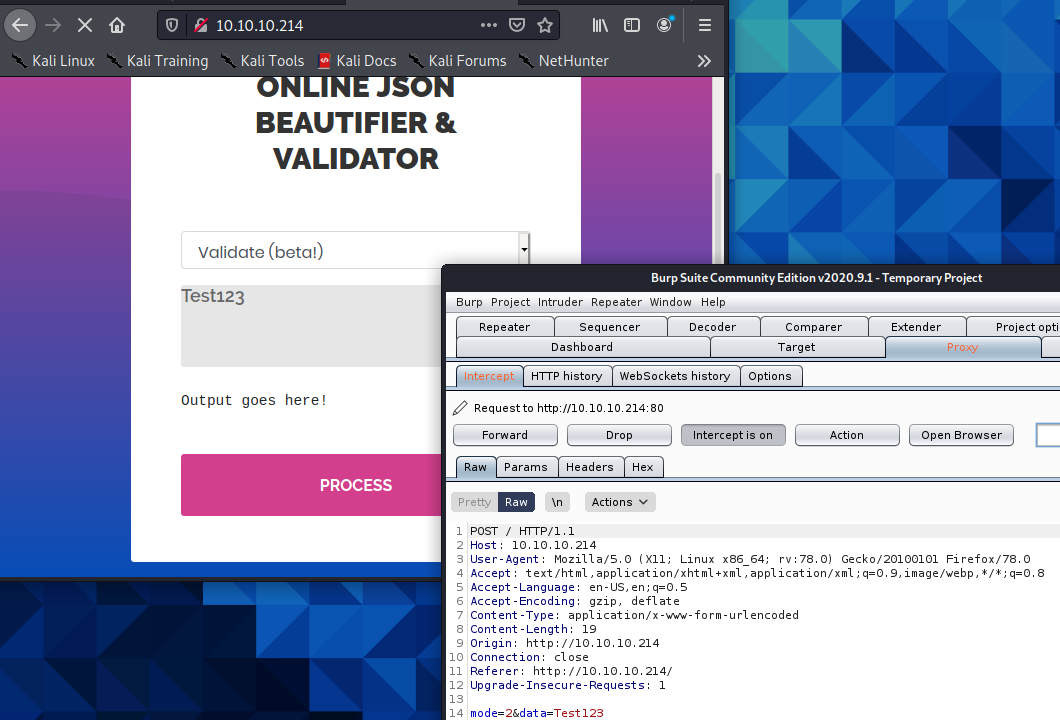 10.10.10.214
Kali Linux Kali Training Kali Tools Kali Docs Kali Forums NetHunter
ONLINE JSON
BEAUTIFIER &
VALIDATOR
Validate (beta!)
Test123
Output goes here!
PROCESS
Burp Suite Community Edition v2020.9.1 - Temporary Project
Burp Project Intruder Repeater Window Help
Repeater Sequencer Decoder Comparer Extender Project opti
Dashboard Target Proxy
Intercept HTTP history WebSockets history Options
Request to http://10.10.10.214:80
Forward Drop Intercept is on Action Open Browser
Raw Params Headers Hex
Pretty Raw \n Actions
1 POST / HTTP/1.1
2 Host: 10.10.10.214
3 User-Agent: Mozilla/5.0 (X11; Linux x86_64; rv:78.0) Gecko/20100101 Firefox/78.0
4 Accept: text/html,application/xhtml+xml,application/xml;q=0.9,image/webp,*/*;q=0.8
5 Accept-Language: en-US,en;q=0.5
6 Accept-Encoding: gzip, deflate
7 Content-Type: application/x-www-form-urlencoded
8 Content-Length: 19
9 Origin: http://10.10.10.214
10 Connection: close
11 Referer: http://10.10.10.214/
12 Upgrade-Insecure-Requests: 1
13
14 mode=2&data=Test123